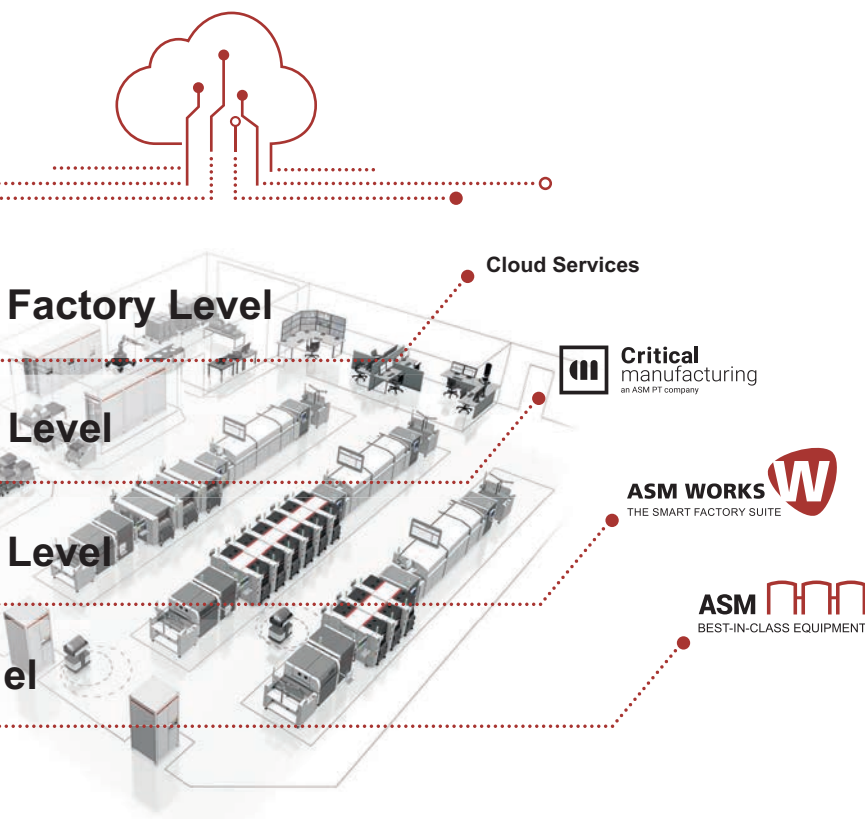 Cloud Services
Factory Level
Critical
manufacturing
an ASM PT company
Level
ASM WORKS W
THE SMART FACTORY SUITE
Level
ASM
BEST-IN-CLASS EQUIPMENT
el